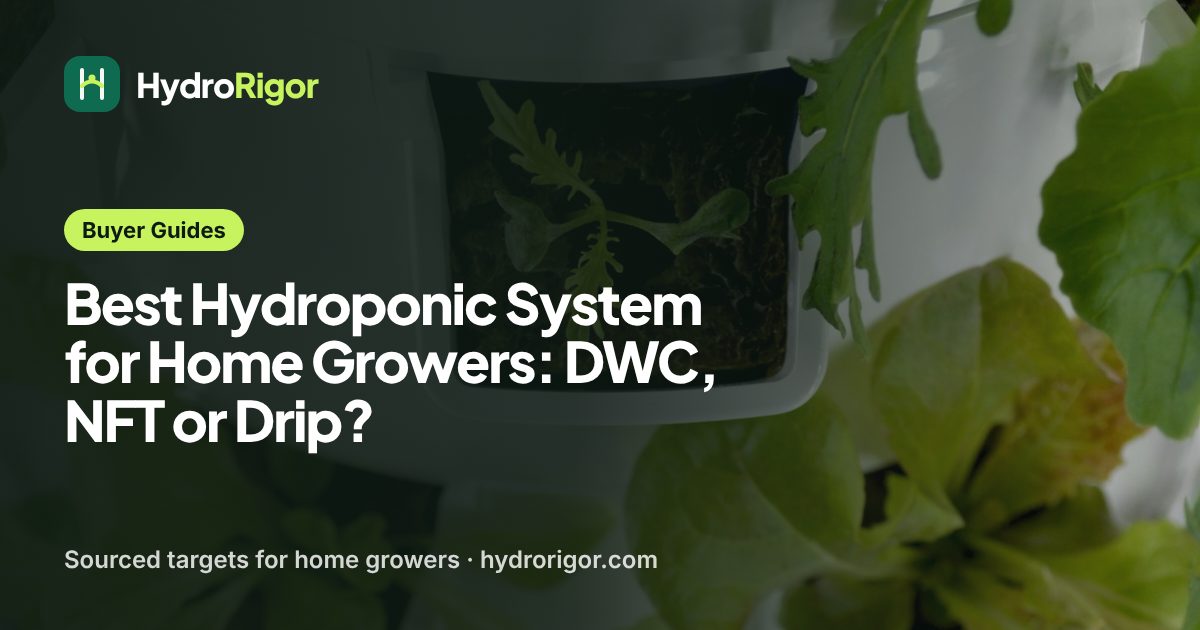 HydroRigor
Buyer Guides
Best Hydroponic System
for Home Growers: DWC,
NFT or Drip?
Sourced targets for home growers · hydrorigor.com